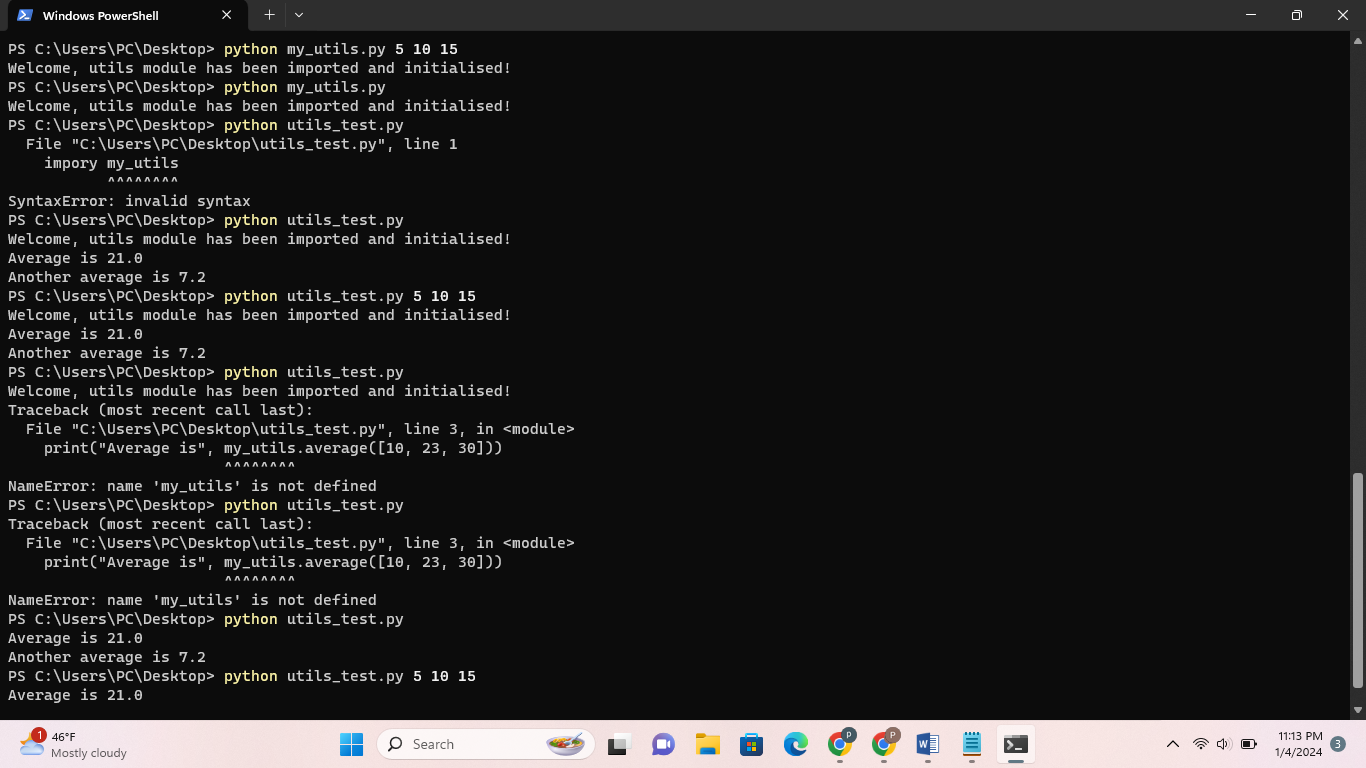 Windows PowerShell
PS C:\Users\PC\Desktop> python my_utils.py 5 10 15
Welcome, utils module has been imported and initialised!
PS C:\Users\PC\Desktop> python my_utils.py
Welcome, utils module has been imported and initialised!
PS C:\Users\PC\Desktop> python utils_test.py
  File "C:\Users\PC\Desktop\utils_test.py", line 1
    impory my_utils
           ^^^^^^^^
SyntaxError: invalid syntax
PS C:\Users\PC\Desktop> python utils_test.py
Welcome, utils module has been imported and initialised!
Average is 21.0
Another average is 7.2
PS C:\Users\PC\Desktop> python utils_test.py 5 10 15
Welcome, utils module has been imported and initialised!
Average is 21.0
Another average is 7.2
PS C:\Users\PC\Desktop> python utils_test.py
Welcome, utils module has been imported and initialised!
Traceback (most recent call last):
  File "C:\Users\PC\Desktop\utils_test.py", line 3, in <module>
    print("Average is", my_utils.average([10, 23, 30]))
                        ^^^^^^^^
NameError: name 'my_utils' is not defined
PS C:\Users\PC\Desktop> python utils_test.py
Traceback (most recent call last):
  File "C:\Users\PC\Desktop\utils_test.py", line 3, in <module>
    print("Average is", my_utils.average([10, 23, 30]))
                        ^^^^^^^^
NameError: name 'my_utils' is not defined
PS C:\Users\PC\Desktop> python utils_test.py
Average is 21.0
Another average is 7.2
PS C:\Users\PC\Desktop> python utils_test.py 5 10 15
Average is 21.0
1
46°F
Mostly cloudy
Search
P
P
W
11:13 PM
1/4/2024
3